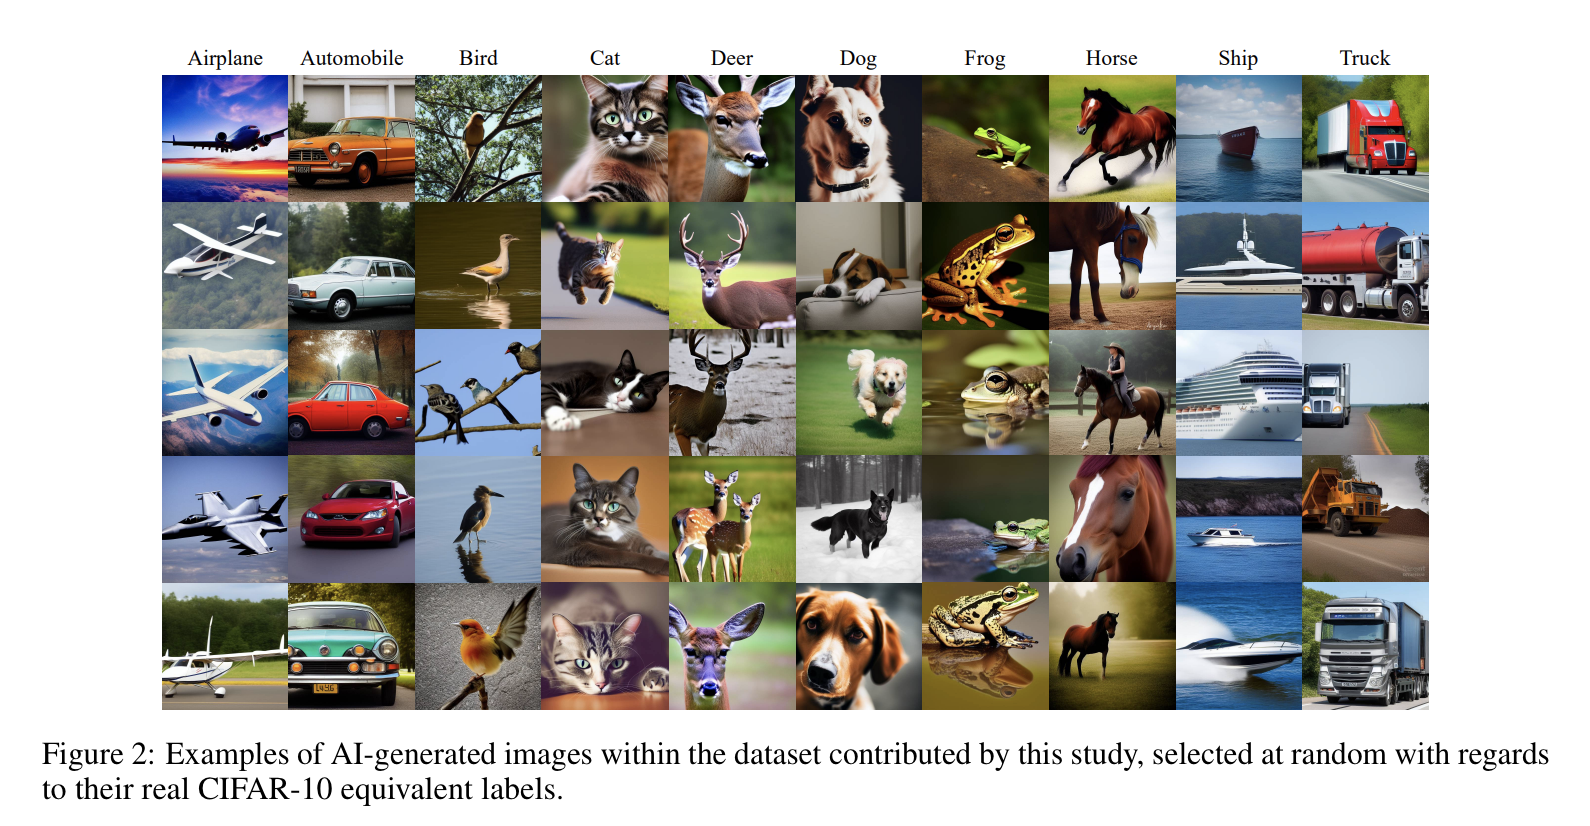 Airplane Automobile Bird Cat Deer Dog Frog Horse Ship Truck
Figure 2: Examples of AI-generated images within the dataset contributed by this study, selected at random with regards
to their real CIFAR-10 equivalent labels.